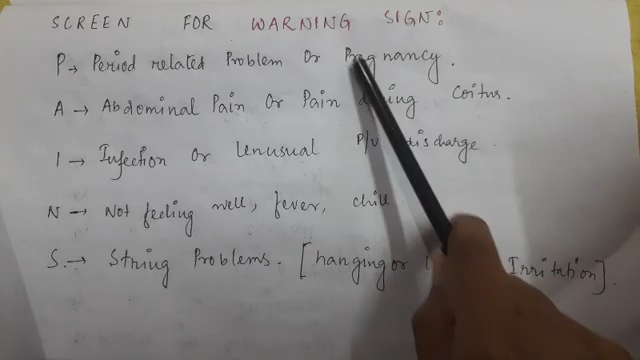 SCREEN FOR WARNING SIGN:
P → Period related Problem Or Pregnancy.
A → Abdominal Pain Or Pain during Coitus.
I → Infection Or Unusual P/V discharge
N → Not feeling well, fever, chill
S. → String Problems. [hanging or Irritation].